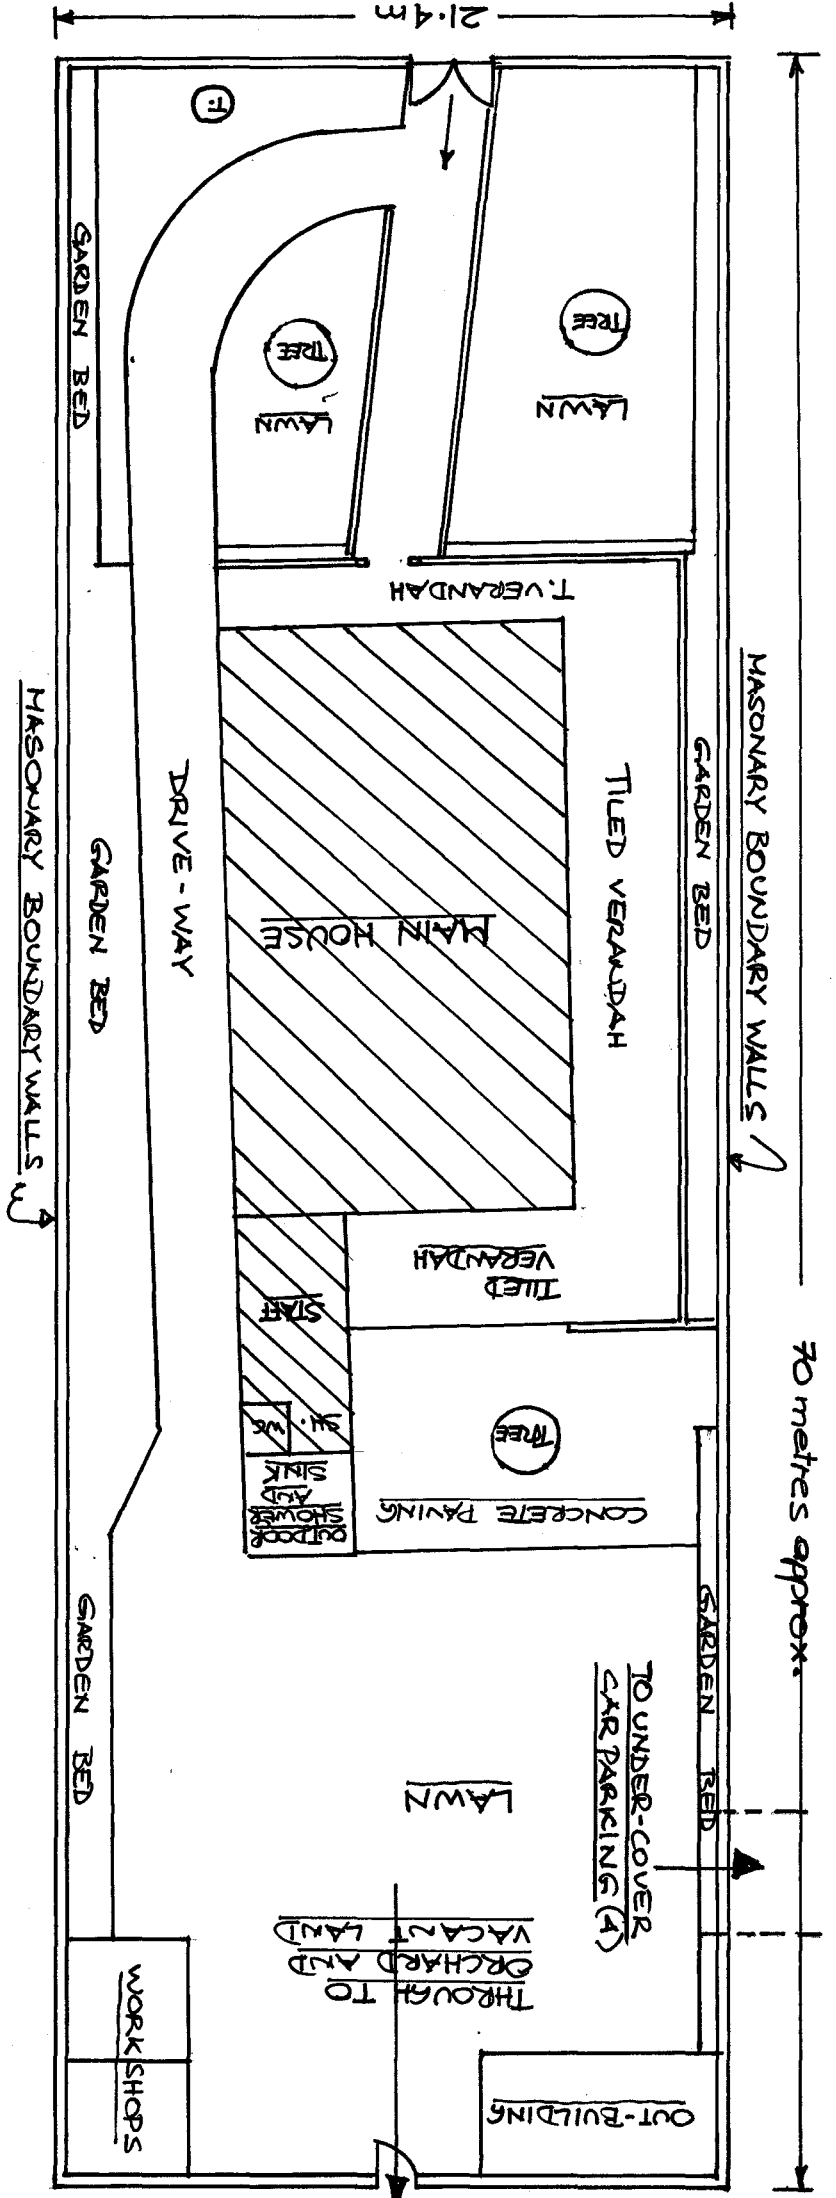 21.4m
T.
GARDEN BED
TREE
LAWN
TREE
LAWN
T. VERANDAH
MASONARY BOUNDARY WALLS
GARDEN BED
TILED VERANDAH
MAIN HOUSE
DRIVE-WAY
GARDEN BED
MASONARY BOUNDARY WALLS
TILED
VERANDAH
STAFF
WC
OUTDOOR
SHOWER
AND
SINK
TREE
CONCRETE PAVING
70 metres approx.
GARDEN BED
GARDEN BED
TO UNDER-COVER
CAR PARKING (4)
LAWN
THROUGH TO
ORCHARD AND
VACANT LAND
WORKSHOPS
OUT-BUILDING